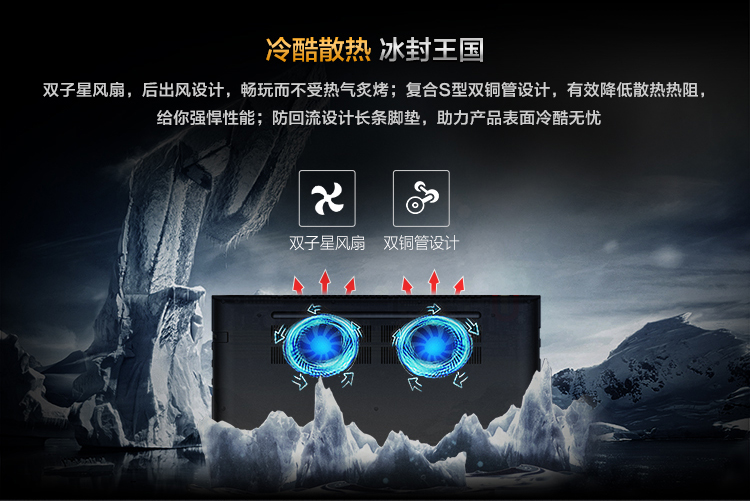 冷酷散热 冰封王国
双子星风扇，后出风设计，畅玩而不受热气炙烤；复合S型双铜管设计，有效降低散热热阻，
给你强悍性能；防回流设计长条脚垫，助力产品表面冷酷无忧
双子星风扇 双铜管设计